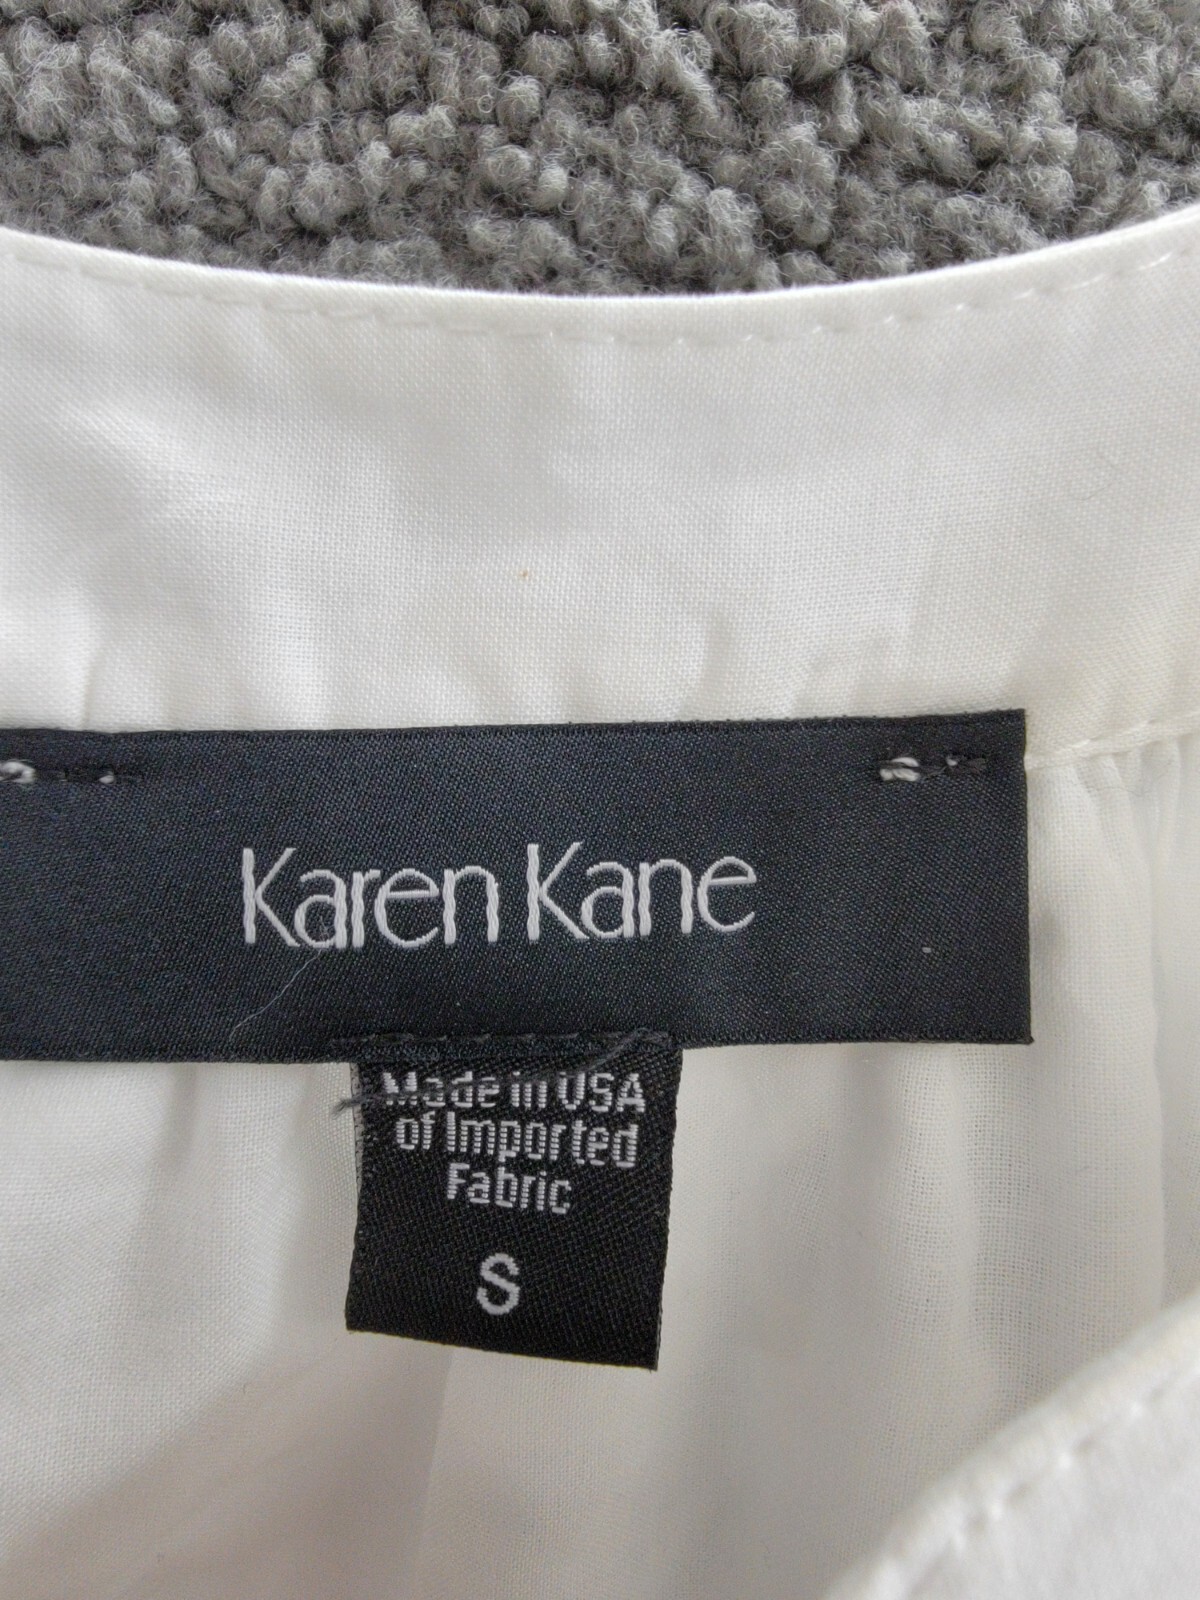 Karen Kane
Made in USA
of Imported
Fabric
S